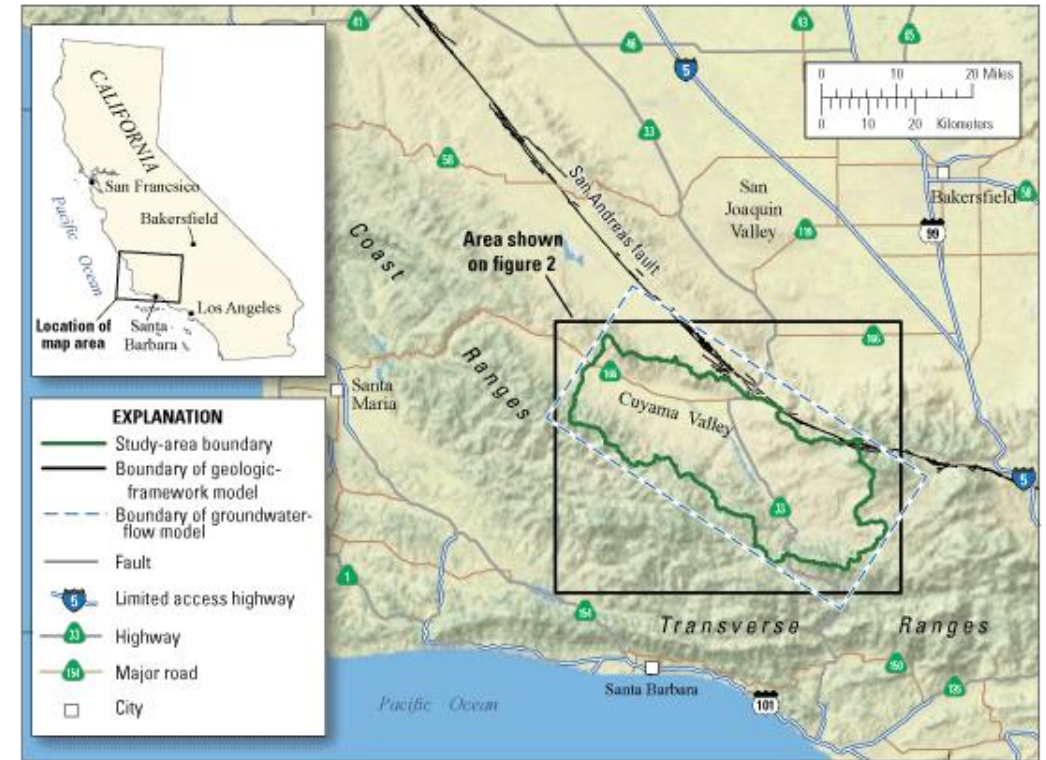 CALIFORNIA
San Francsico
Bakersfield
Pacific
Ocean
Los Angeles
Location of
map area
Santa
Barbara
EXPLANATION
Study-area boundary
Boundary of geologic-
framework model
Boundary of groundwater-
flow model
Fault
5 Limited access highway
33 Highway
154 Major road
City
41
46
43
65
5
33
58
0 10 20 Miles
0 10 20 Kilometers
San Andreas fault
San
Joaquin
Valley
119
Bakersfield
58
99
Coast
Ranges
Area shown
on figure 2
166
166
Cuyama Valley
33
Santa
Maria
5
1
154
Transverse Ranges
150
126
Santa Barbara
101
Pacific Ocean